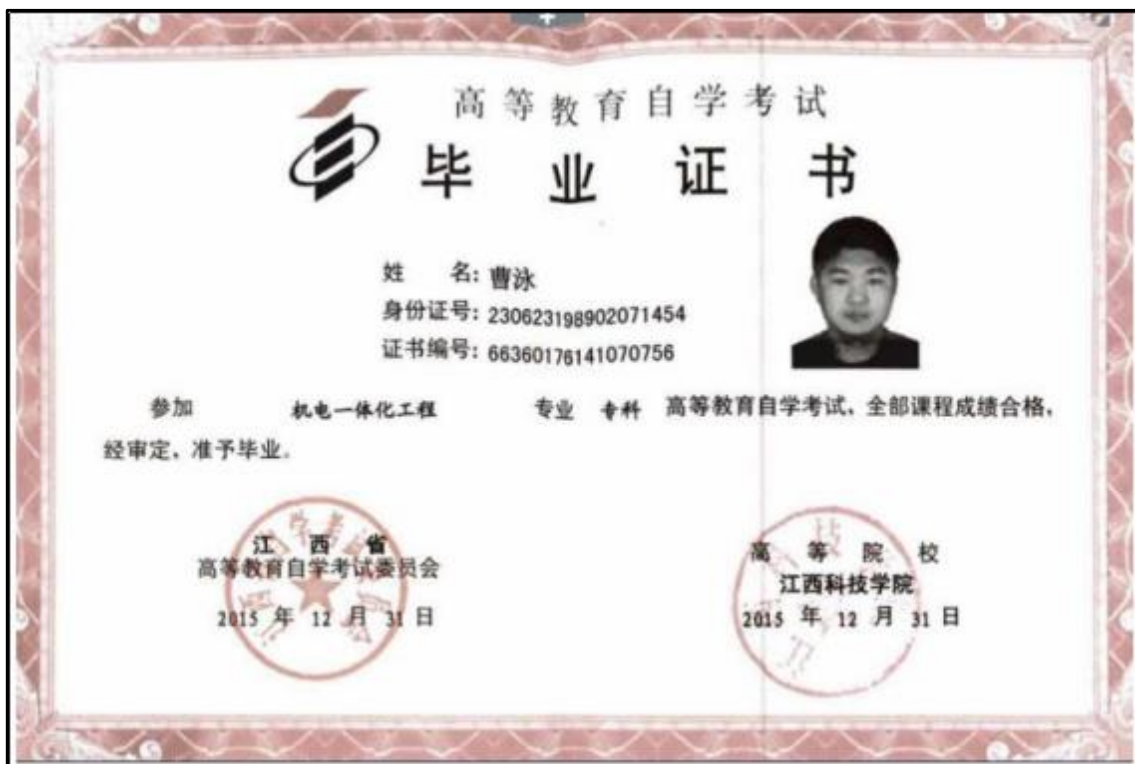 高等教育自学考试
毕业证书
姓 名: 曹泳
身份证号: 230623198902071454
证书编号: 66360176141070756
参加 机电一体化工程 专业 专科 高等教育自学考试、全部课程成绩合格,
经审定、准予毕业。
江西省
高等教育自学考试委员会
2015 年 12 月 31 日
高等院校
江西科技学院
2015 年 12 月 31 日